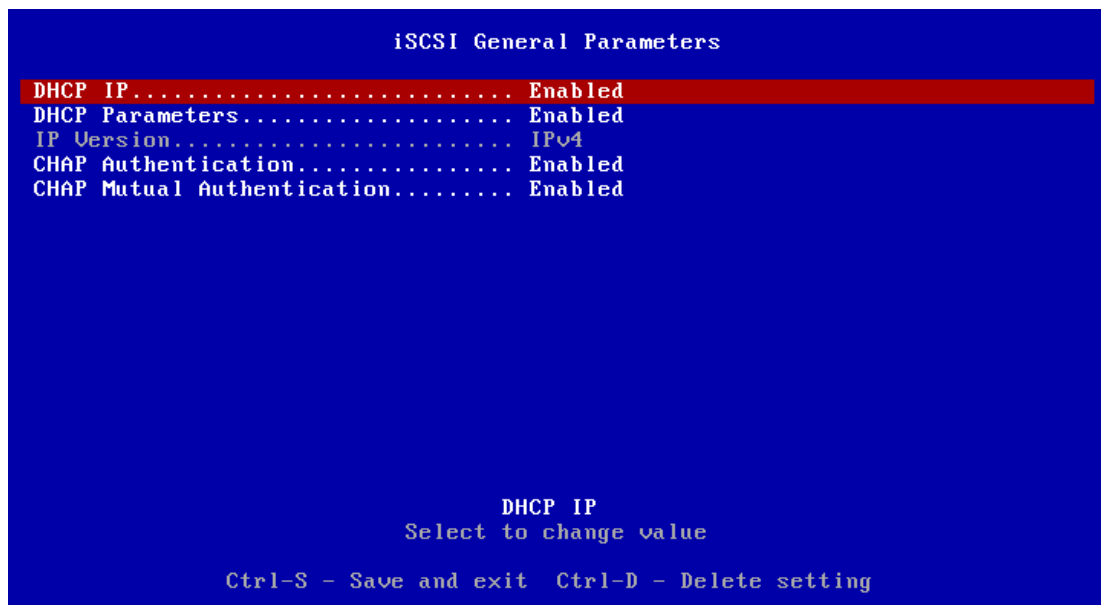 iSCSI General Parameters
DHCP IP............................ Enabled
DHCP Parameters.................... Enabled
IP Version......................... IPv4
CHAP Authentication................ Enabled
CHAP Mutual Authentication......... Enabled
DHCP IP
Select to change value
Ctrl-S - Save and exit  Ctrl-D - Delete setting